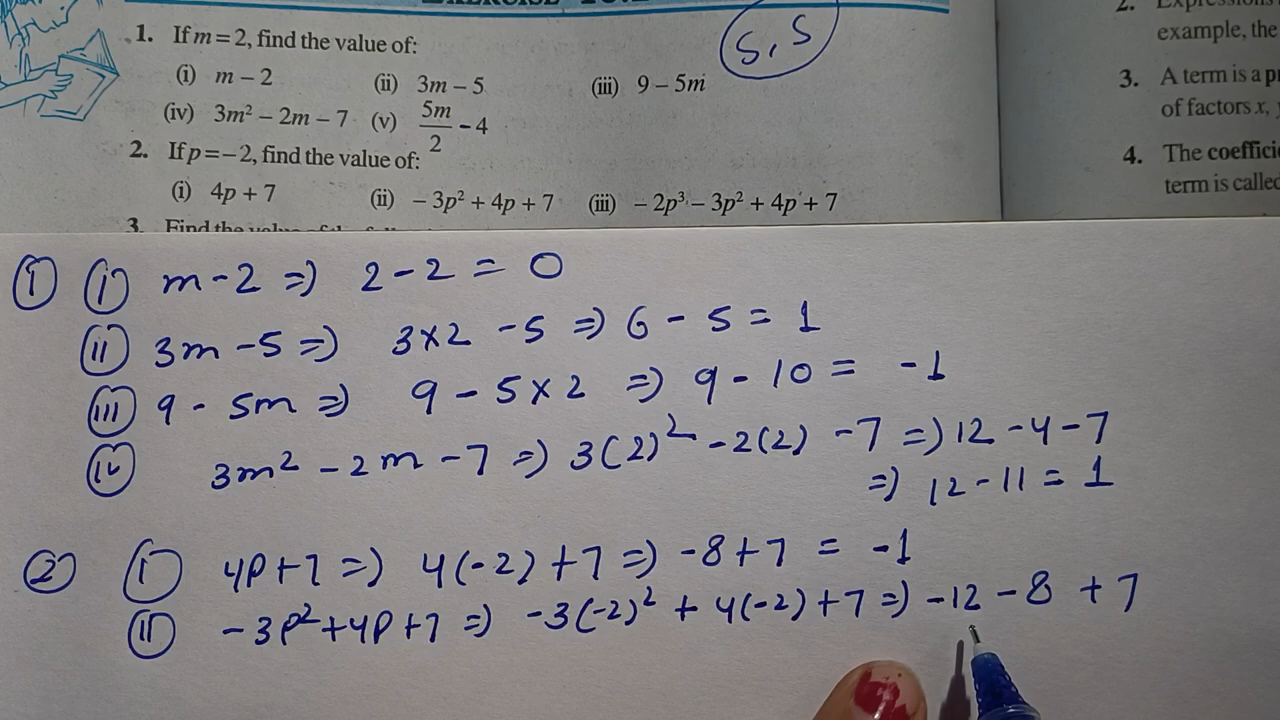 1. If m = 2, find the value of:
(i) m – 2 (ii) 3m – 5 (iii) 9 – 5m
(iv) 3m² – 2m – 7 (v) 5m/2 – 4
2. If p = – 2, find the value of:
(i) 4p + 7 (ii) – 3p² + 4p + 7 (iii) – 2p³ – 3p² + 4p + 7
3. Find the
5,5
2. Expressions
example, the
3. A term is a
of factors x,
4. The
term is
① (i) m - 2 => 2 - 2 = 0
(ii) 3m - 5 => 3×2 - 5 => 6 - 5 = 1
(iii) 9 - 5m => 9 - 5×2 => 9 - 10 = -1
(iv) 3m² - 2m - 7 => 3(2)² - 2(2) - 7 => 12 - 4 - 7
=> 12 - 11 = 1
② (i) 4P + 7 => 4(-2) + 7 => -8 + 7 = -1
(ii) -3P² + 4P + 7 => -3(-2)² + 4(-2) + 7 => -12 - 8 + 7